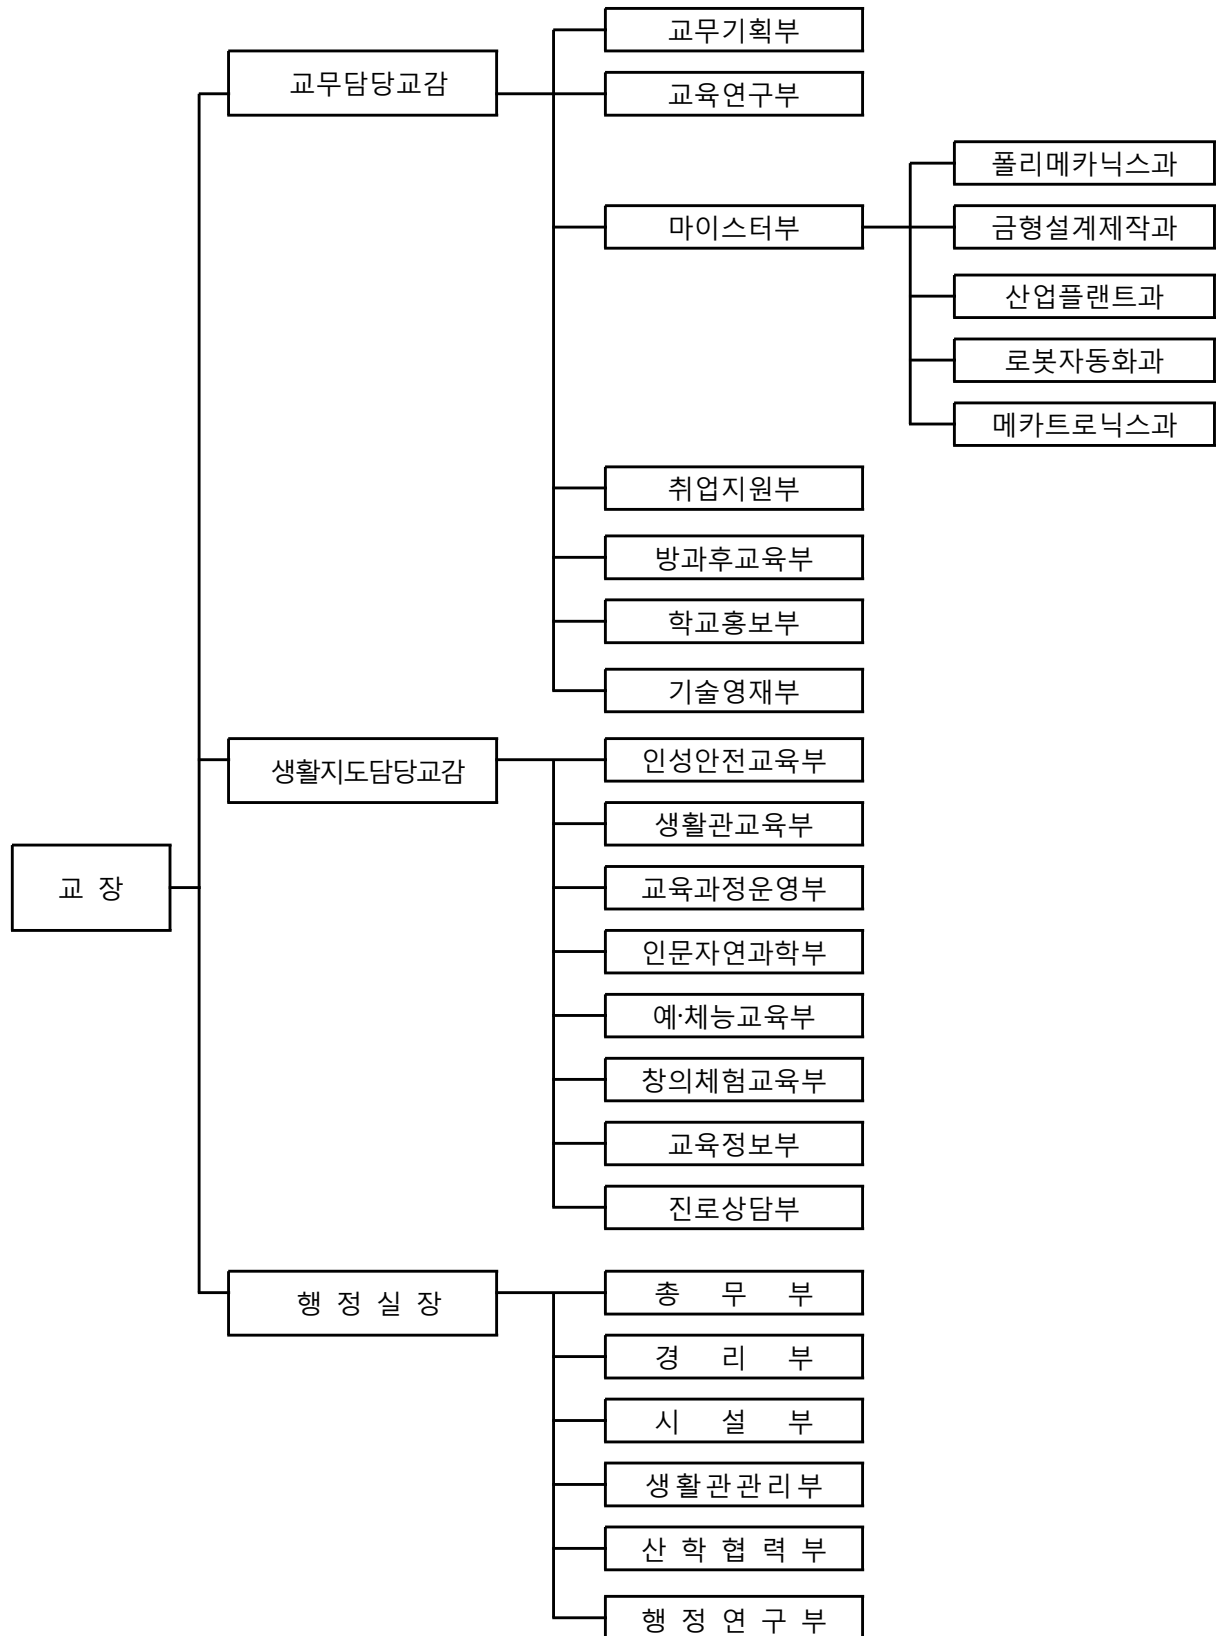 교무기획부
교무담당교감
교육연구부
폴리메카닉스과
마이스터부
금형설계제작과
산업플랜트과
로봇자동화과
메카트로닉스과
취업지원부
방과후교육부
학교홍보부
기술영재부
생활지도담당교감
인성안전교육부
생활관교육부
교 장
교육과정운영부
인문자연과학부
예·체능교육부
창의체험교육부
교육정보부
진로상담부
행 정 실 장
총 무 부
경 리 부
시 설 부
생활관관리부
산 학 협 력 부
행 정 연 구 부